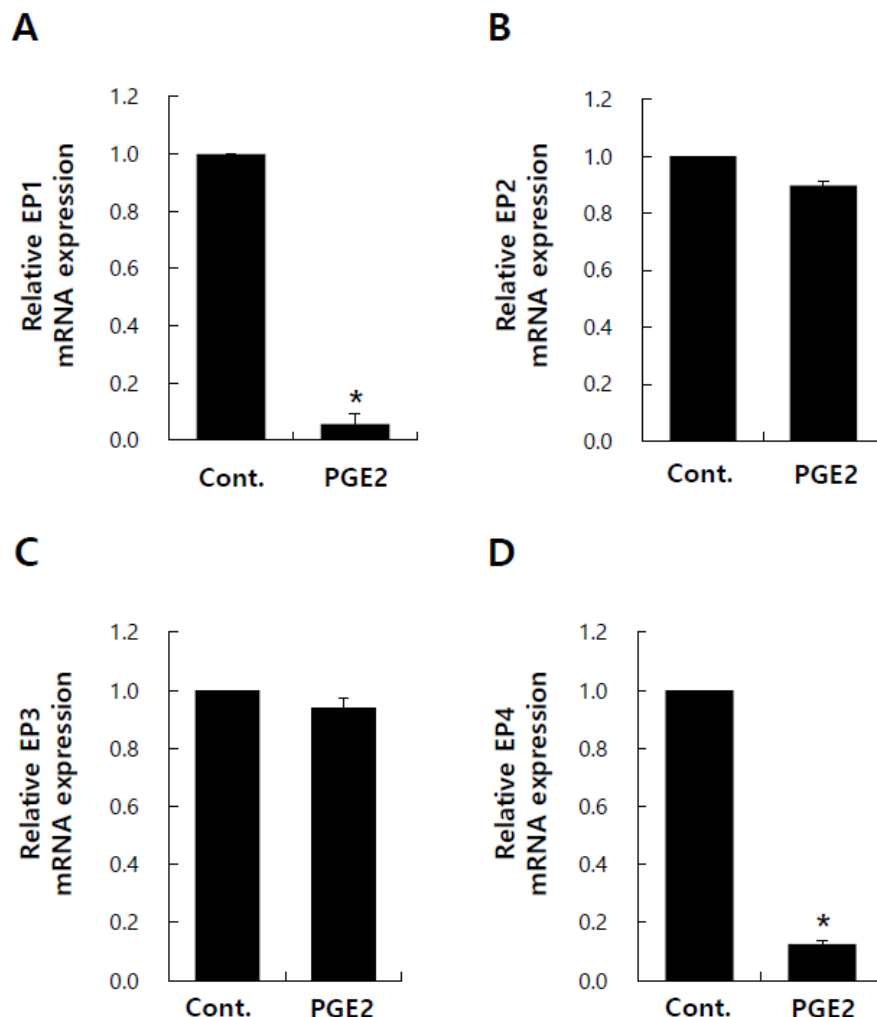 A
Relative EP1
mRNA expression
1.2
1.0
0.8
0.6
0.4
0.2
0.0
*
Cont. PGE2
B
Relative EP2
mRNA expression
1.2
1.0
0.8
0.6
0.4
0.2
0.0
Cont. PGE2
C
Relative EP3
mRNA expression
1.2
1.0
0.8
0.6
0.4
0.2
0.0
Cont. PGE2
D
Relative EP4
mRNA expression
1.2
1.0
0.8
0.6
0.4
0.2
0.0
*
Cont. PGE2